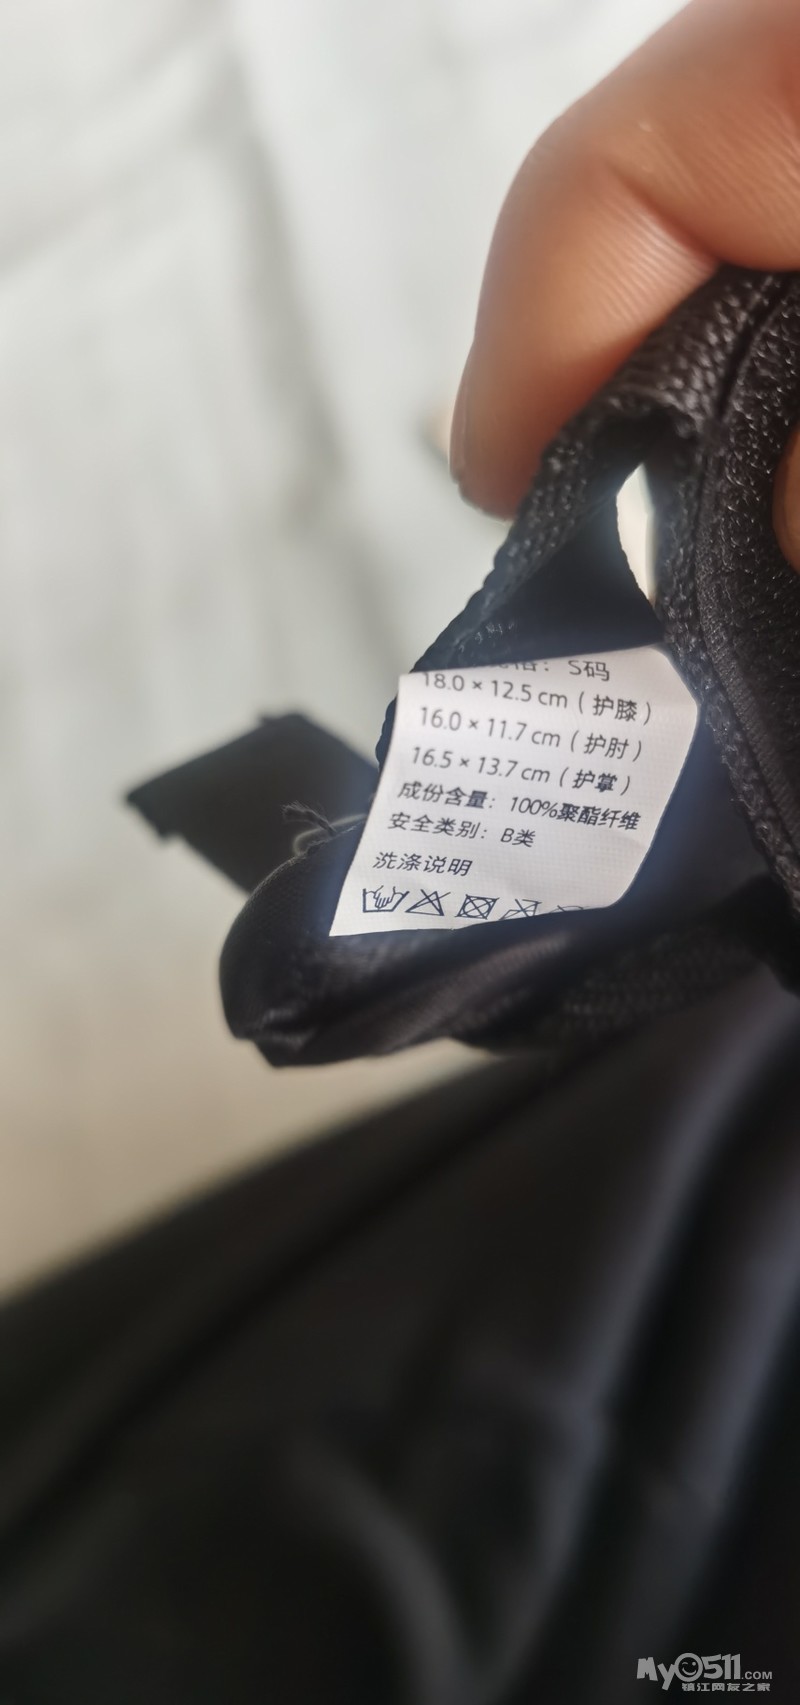 规格：S码
18.0 × 12.5 cm（护膝）
16.0 × 11.7 cm（护肘）
16.5 × 13.7 cm（护掌）
成份含量：100%聚酯纤维
安全类别：B类
洗涤说明
My0511.COM
镇江网友之家